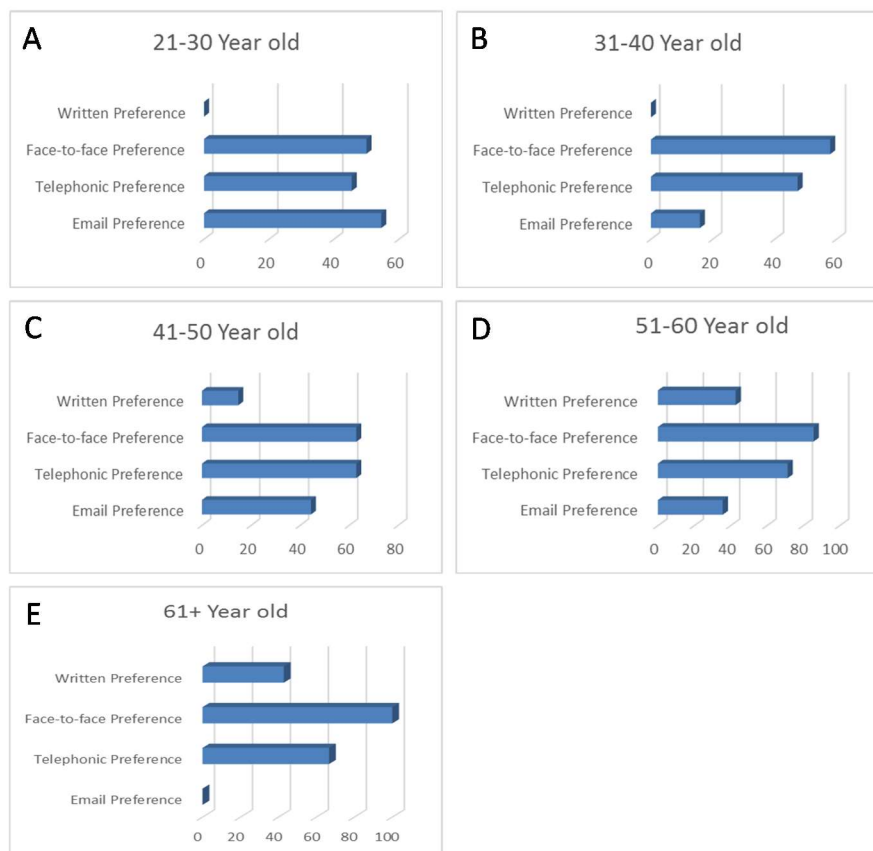 A
21-30 Year old
Written Preference
Face-to-face Preference
Telephonic Preference
Email Preference
0 20 40 60
B
31-40 Year old
Written Preference
Face-to-face Preference
Telephonic Preference
Email Preference
0 20 40 60
C
41-50 Year old
Written Preference
Face-to-face Preference
Telephonic Preference
Email Preference
0 20 40 60 80
D
51-60 Year old
Written Preference
Face-to-face Preference
Telephonic Preference
Email Preference
0 20 40 60 80 100
E
61+ Year old
Written Preference
Face-to-face Preference
Telephonic Preference
Email Preference
0 20 40 60 80 100